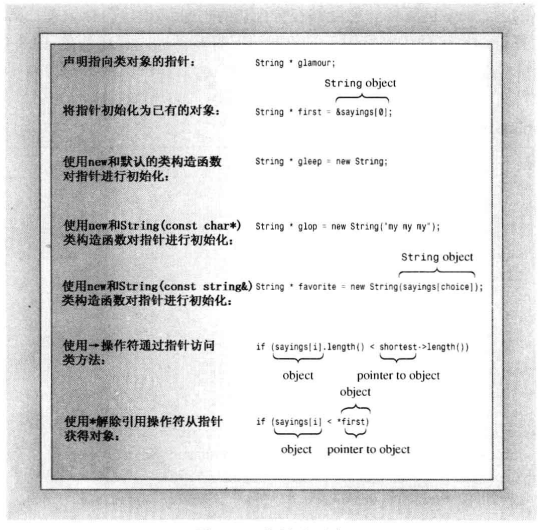 声明指向类对象的指针：
String * glamour;
String object
将指针初始化为已有的对象：
String * first = &sayings[0];
使用new和默认的类构造函数
对指针进行初始化：
String * gleep = new String;
使用new和String(const char*)
类构造函数对指针进行初始化：
String * glop = new String("my my my");
String object
使用new和String(const string&)
类构造函数对指针进行初始化：
String * favorite = new String(sayings[choice]);
使用→操作符通过指针访问
类方法：
if (sayings[i].length() < shortest->length())
object
pointer to object
object
使用*解除引用操作符从指针
获得对象：
if (sayings[i] < *first)
object
pointer to object